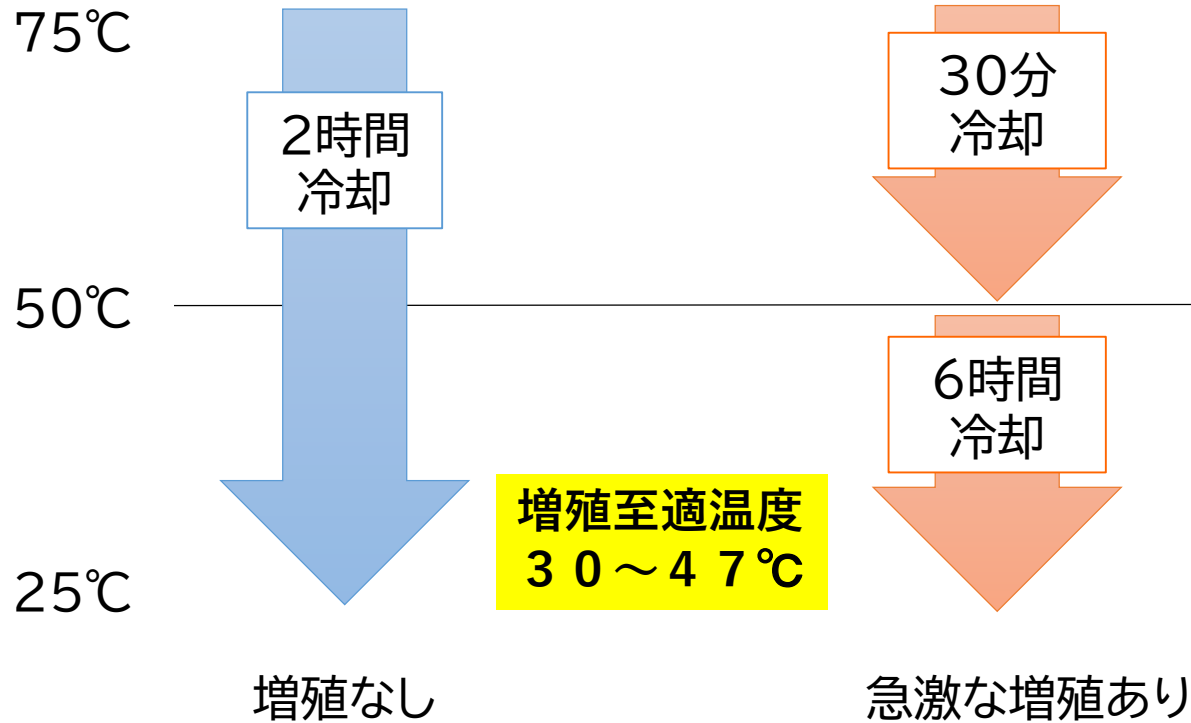 75℃
2時間
冷却
30分
冷却
50℃
6時間
冷却
増殖至適温度
３０～４７℃
25℃
増殖なし
急激な増殖あり